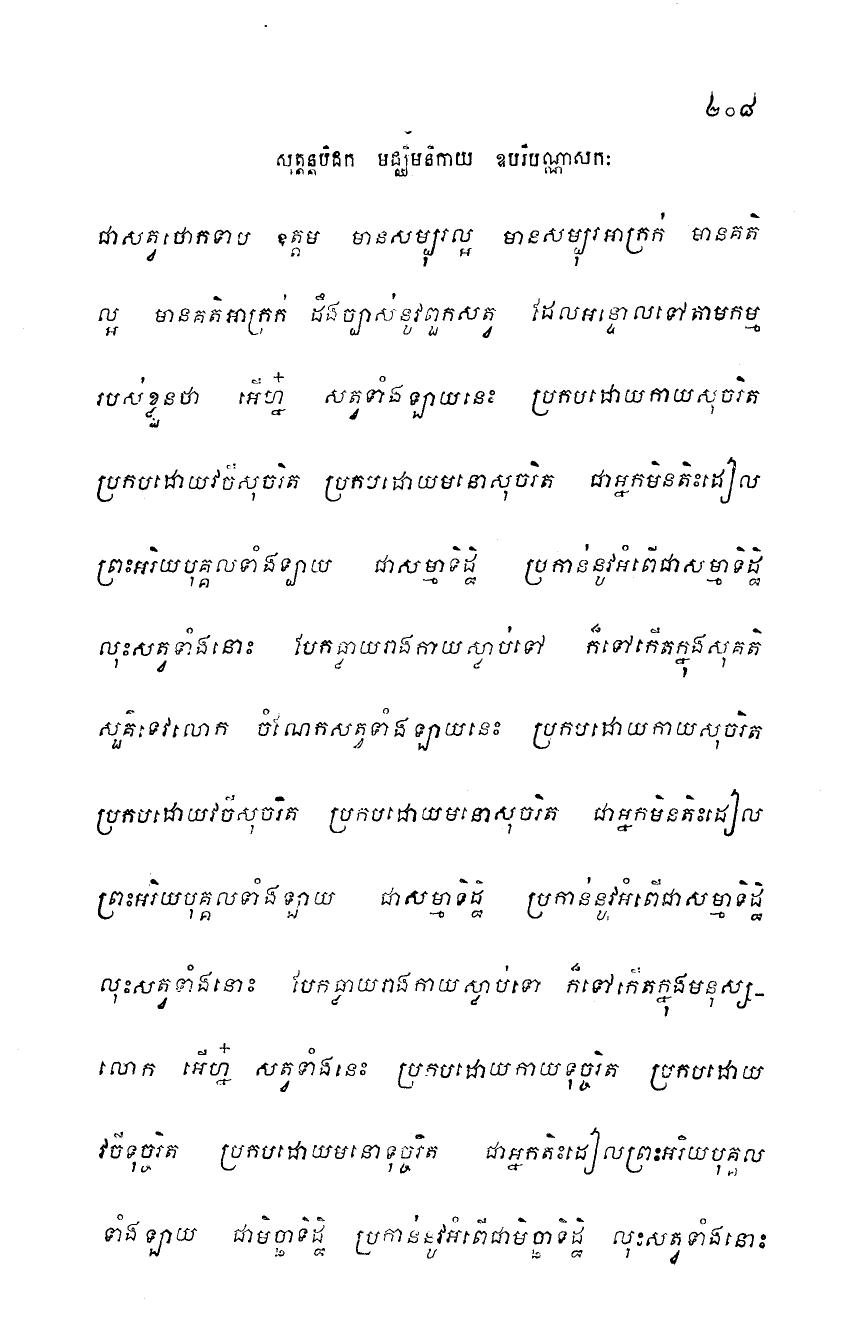 ២០៨
សុត្តន្តបិដក មជ្ឈិមនិកាយ ឧបរិបណ្ណាសកៈ
ជាសត្វថោកទាប ឧត្តម មានសម្បុរល្អ មានសម្បុរអាក្រក់ មានគតិ
ល្អ មានគតិអាក្រក់ ដឹងច្បាស់នូវពួកសត្វ ដែលអន្ទោលទៅតាមកម្ម
របស់ខ្លួនថា អើហ្ន៎ សត្វទាំងឡាយនេះ ប្រកបដោយកាយសុចរិត
ប្រកបដោយវចីសុចរិត ប្រកបដោយមនោសុចរិត ជាអ្នកមិនតិះដៀល
ព្រះអរិយបុគ្គលទាំងឡាយ ជាសម្មាទិដ្ឋិ ប្រកាន់នូវអំពើជាសម្មាទិដ្ឋិ
លុះសត្វទាំងនោះ បែកធ្លាយរាងកាយស្លាប់ទៅ ក៏ទៅកើតក្នុងសុគតិ
សួគ៌ទេវលោក ចំណែកសត្វទាំងឡាយនេះ ប្រកបដោយកាយសុចរិត
ប្រកបដោយវចីសុចរិត ប្រកបដោយមនោសុចរិត ជាអ្នកមិនតិះដៀល
ព្រះអរិយបុគ្គលទាំងឡាយ ជាសម្មាទិដ្ឋិ ប្រកាន់នូវអំពើជាសម្មាទិដ្ឋិ
លុះសត្វទាំងនោះ បែកធ្លាយរាងកាយស្លាប់ទៅ ក៏ទៅកើតក្នុងមនុស្ស-
លោក អើហ្ន៎ សត្វទាំងនេះ ប្រកបដោយកាយទុច្ចរិត ប្រកបដោយ
វចីទុច្ចរិត ប្រកបដោយមនោទុច្ចរិត ជាអ្នកតិះដៀលព្រះអរិយបុគ្គល
ទាំងឡាយ ជាមិច្ឆាទិដ្ឋិ ប្រកាន់នូវអំពើជាមិច្ឆាទិដ្ឋិ លុះសត្វទាំងនោះ